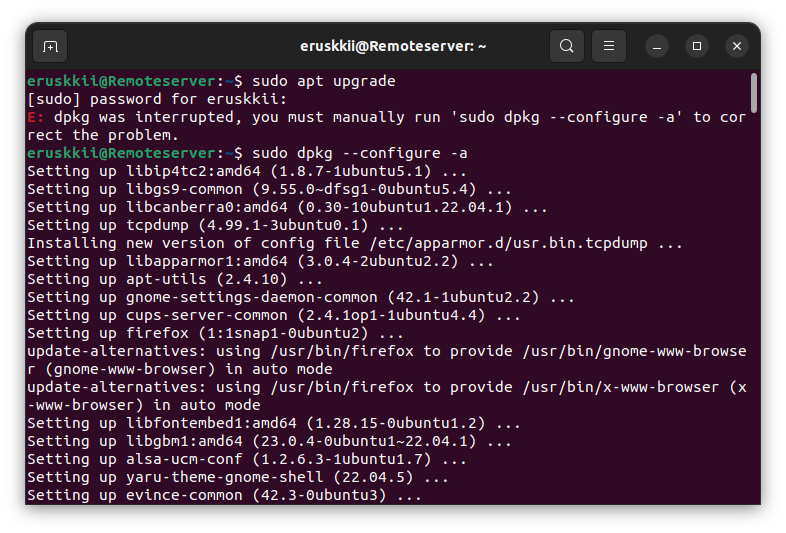 eruskkii@Remoteserver: ~
eruskkii@Remoteserver:~$ sudo apt upgrade
[sudo] password for eruskkii:
E: dpkg was interrupted, you must manually run 'sudo dpkg --configure -a' to cor
rect the problem.
eruskkii@Remoteserver:~$ sudo dpkg --configure -a
Setting up libip4tc2:amd64 (1.8.7-1ubuntu5.1) ...
Setting up libgs9-common (9.55.0~dfsg1-0ubuntu5.4) ...
Setting up libcanberra0:amd64 (0.30-10ubuntu1.22.04.1) ...
Setting up tcpdump (4.99.1-3ubuntu0.1) ...
Installing new version of config file /etc/apparmor.d/usr.bin.tcpdump ...
Setting up libapparmor1:amd64 (3.0.4-2ubuntu2.2) ...
Setting up apt-utils (2.4.10) ...
Setting up gnome-settings-daemon-common (42.1-1ubuntu2.2) ...
Setting up cups-server-common (2.4.1op1-1ubuntu4.4) ...
Setting up firefox (1:1snap1-0ubuntu2) ...
update-alternatives: using /usr/bin/firefox to provide /usr/bin/gnome-www-browse
r (gnome-www-browser) in auto mode
update-alternatives: using /usr/bin/firefox to provide /usr/bin/x-www-browser (x
-www-browser) in auto mode
Setting up libfontembed1:amd64 (1.28.15-0ubuntu1.2) ...
Setting up libgbm1:amd64 (23.0.4-0ubuntu1~22.04.1) ...
Setting up alsa-ucm-conf (1.2.6.3-1ubuntu1.7) ...
Setting up yaru-theme-gnome-shell (22.04.5) ...
Setting up evince-common (42.3-0ubuntu3) ...